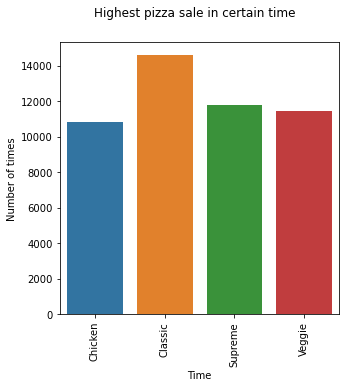 Highest pizza sale in certain time
Number of times
14000
12000
10000
8000
6000
4000
2000
0
Chicken
Classic
Supreme
Veggie
Time